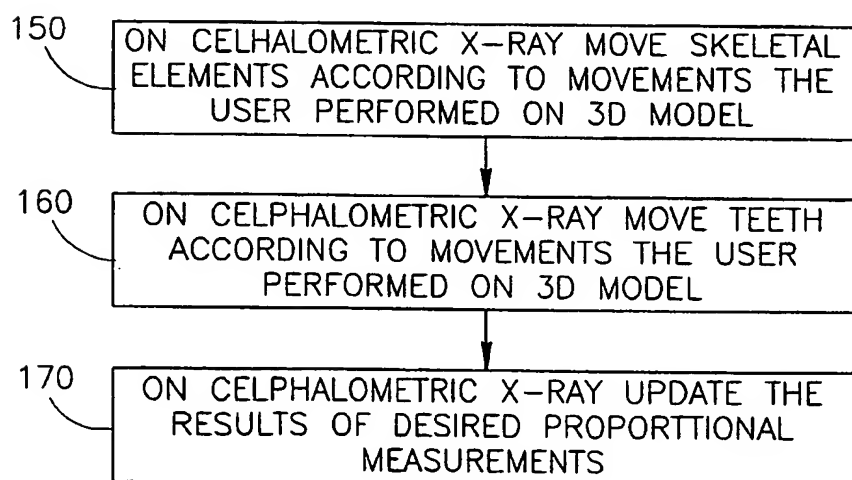 150
ON CELHALOMETRIC X-RAY MOVE SKELETAL
ELEMENTS ACCORDING TO MOVEMENTS THE
USER PERFORMED ON 3D MODEL
160
ON CELPHALOMETRIC X-RAY MOVE TEETH
ACCORDING TO MOVEMENTS THE USER
PERFORMED ON 3D MODEL
170
ON CELPHALOMETRIC X-RAY UPDATE THE
RESULTS OF DESIRED PROPORTTIONAL
MEASUREMENTS